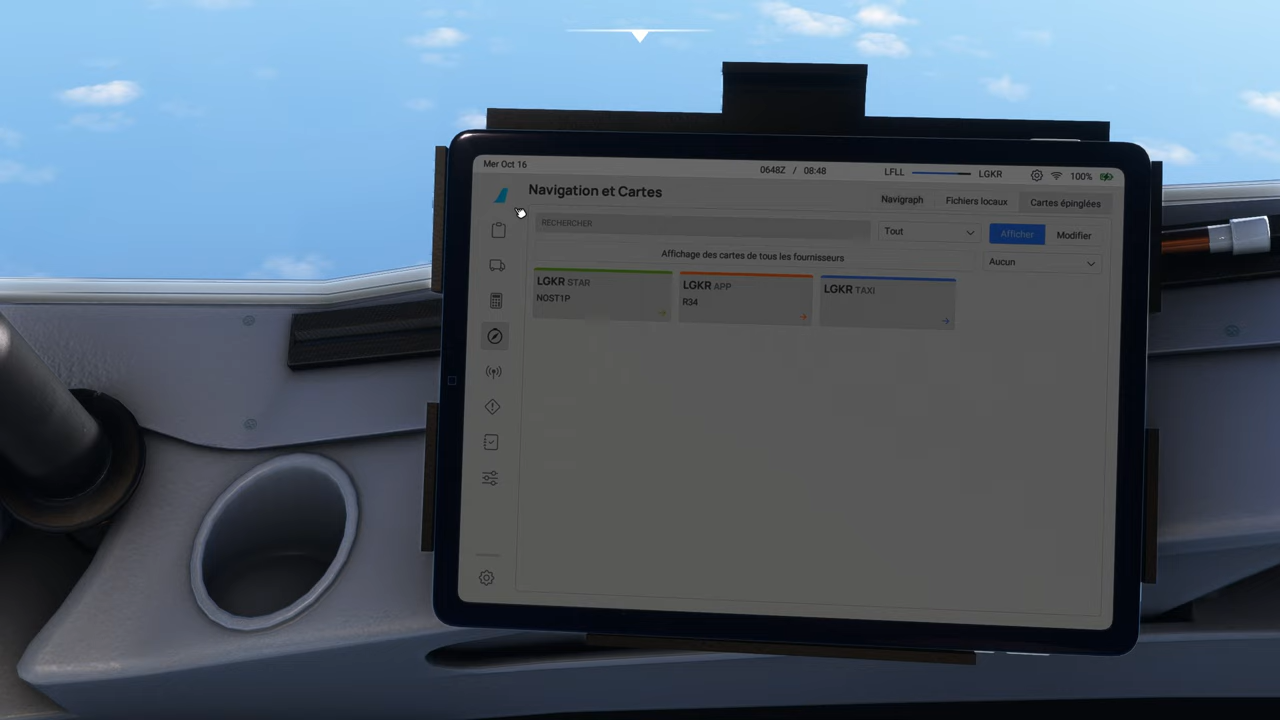 Mer Oct 16
0648Z / 08:48
LFLL
LGKR
100%
Navigation et Cartes
Navigraph
Fichiers locaux
Cartes épinglées
RECHERCHER
Tout
Afficher
Modifier
Affichage des cartes de tous les fournisseurs
Aucun
LGKR STAR
NOST1P
LGKR APP
R34
LGKR TAXI